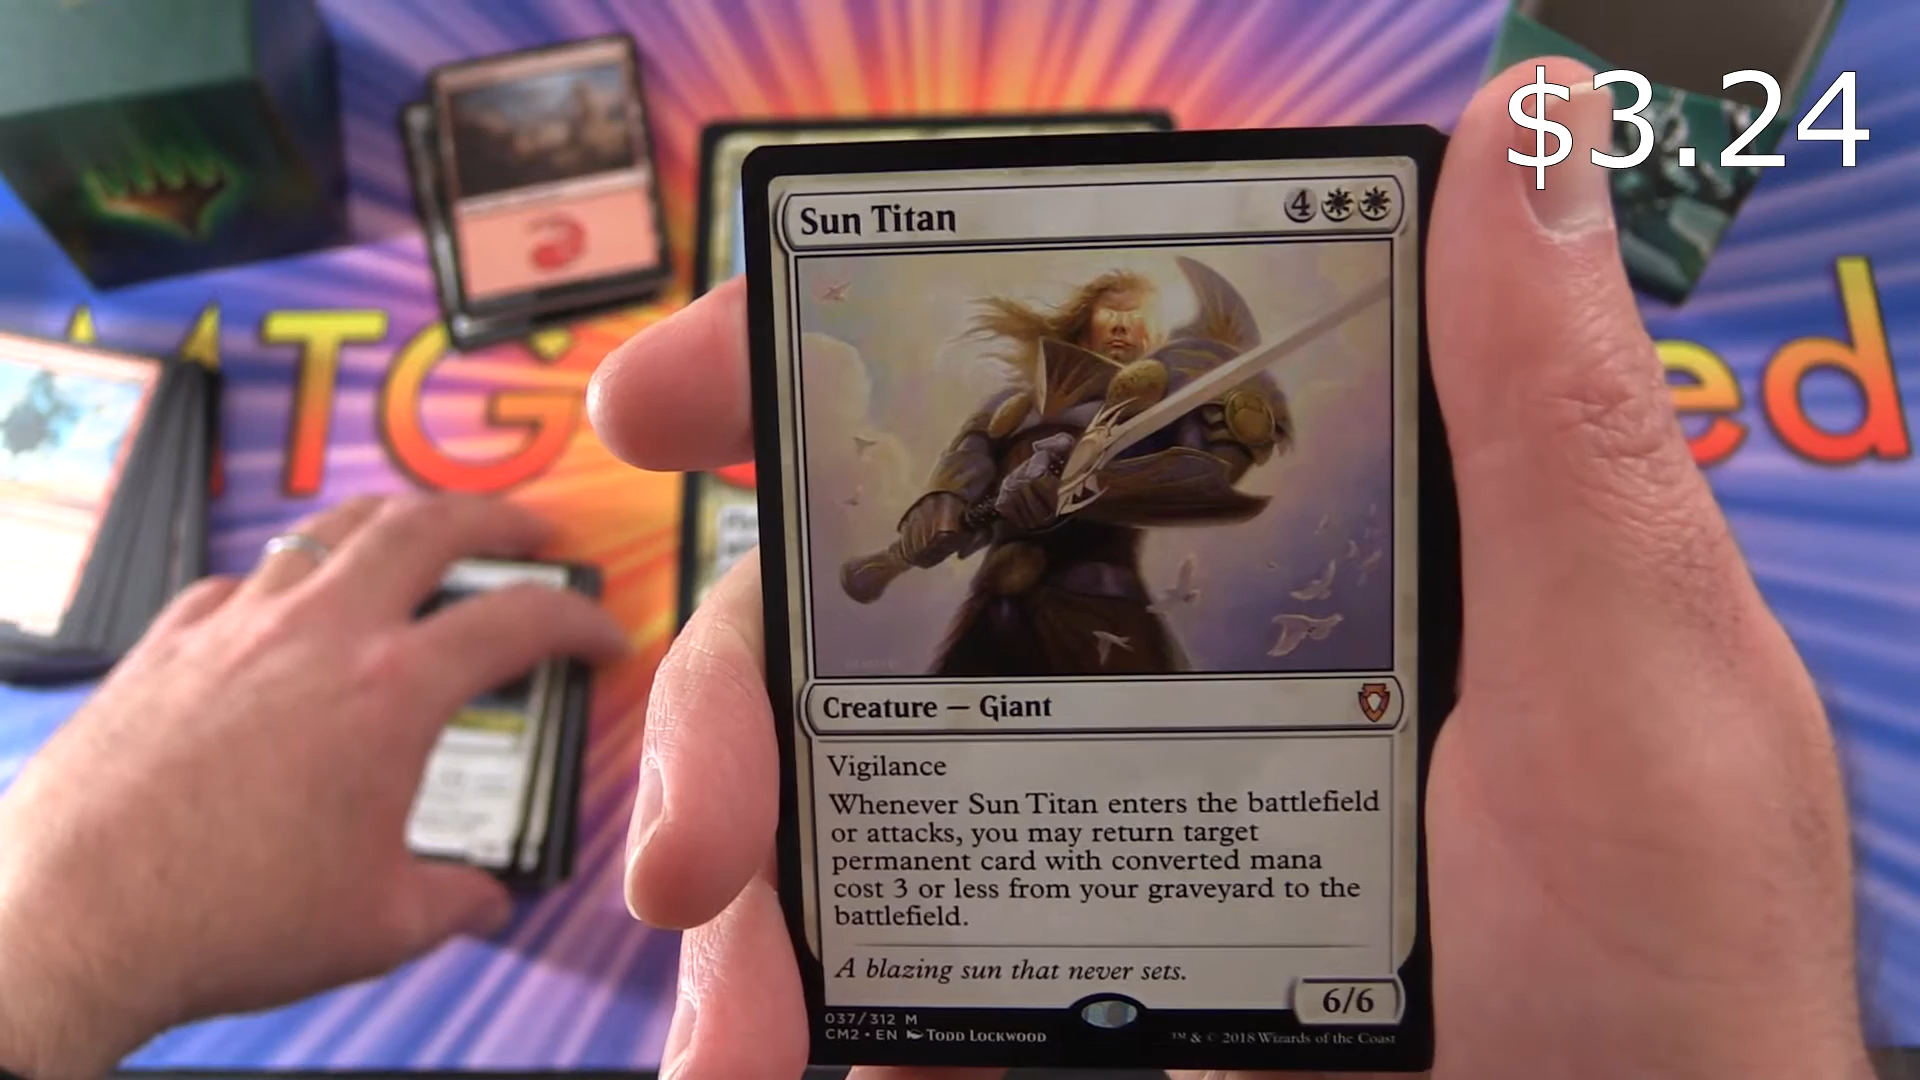 $3.24
MTG
ed
Sun Titan 4
Creature — Giant
Vigilance
Whenever Sun Titan enters the battlefield
or attacks, you may return target
permanent card with converted mana
cost 3 or less from your graveyard to the
battlefield.
A blazing sun that never sets.
6/6
037/312 M
CM2 • EN TODD LOCKWOOD
™ & © 2018 Wizards of the Coast